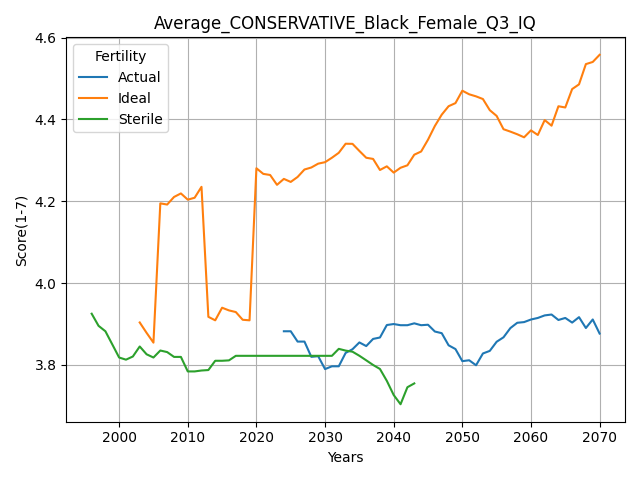 Average_CONSERVATIVE_Black_Female_Q3_IQ
Fertility
Actual
Ideal
Sterile
Score(1-7)
4.6
4.4
4.2
4.0
3.8
2000
2010
2020
2030
2040
2050
2060
2070
Years